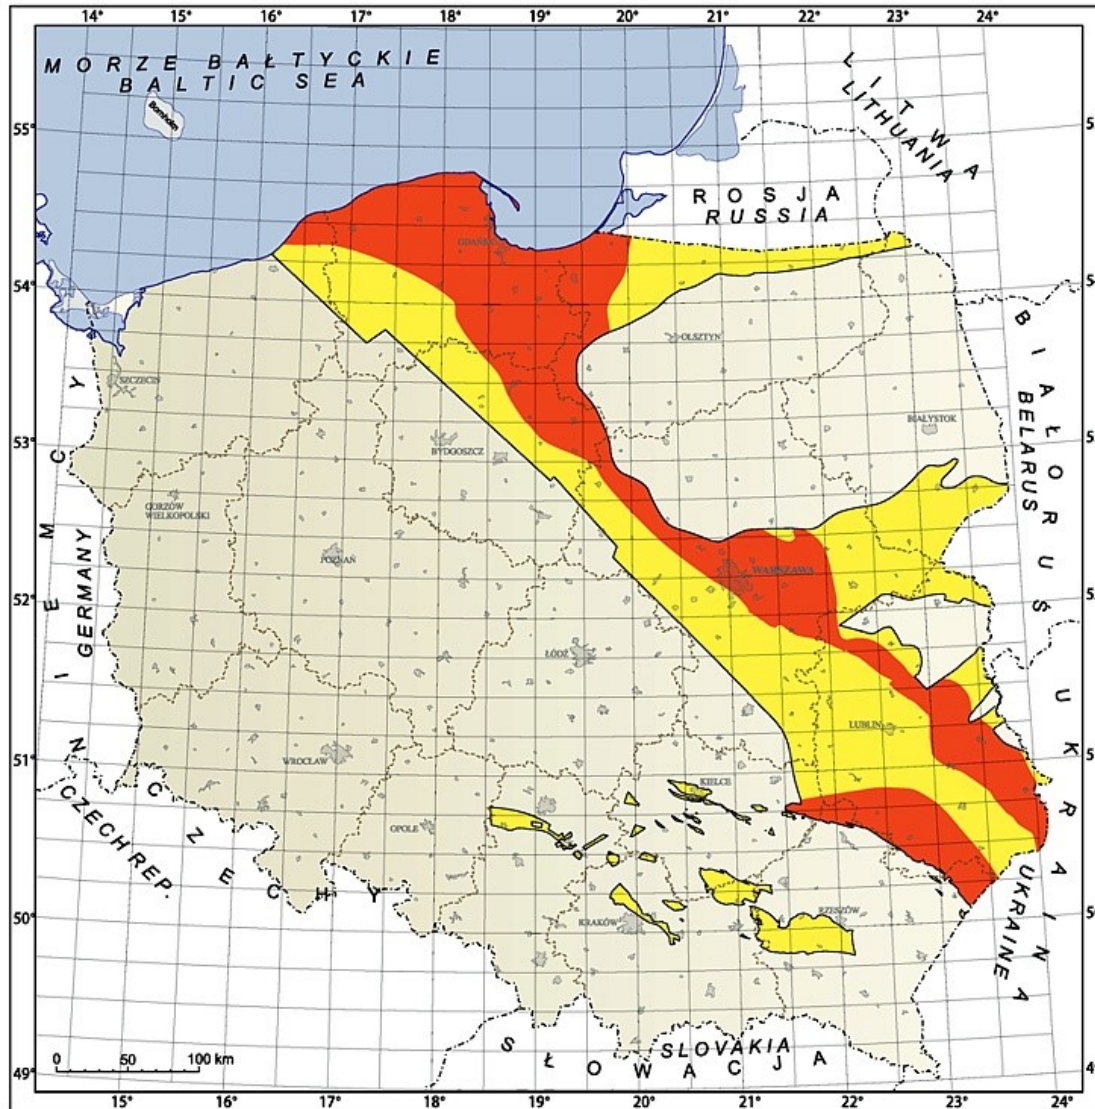 14° 15° 16° 17° 18° 19° 20° 21° 22° 23° 24°
MORZE BAŁTYCKIE
BALTIC SEA
Bornholm
LITWA
LITHUANIA
55°
ROSJA
RUSSIA
GDAŃSK
54°
OLSZTYN
BIAŁORUŚ
BELARUS
SZCZECIN
BIAŁYSTOK
53°
BYDGOSZCZ
GORZÓW
WIELKOPOLSKI
NIEMCY
GERMANY
POZNAŃ
WARSZAWA
52°
ŁÓDŹ
LUBLIN
51°
WROCŁAW
KIELCE
OPOLE
CZECHY
CZECH REP.
UKRAINA
UKRAINE
50°
KRAKÓW
RZESZÓW
SŁOWACJA
SLOVAKIA
0 50 100 km
49°
15° 16° 17° 18° 19° 20° 21° 22° 23° 24°